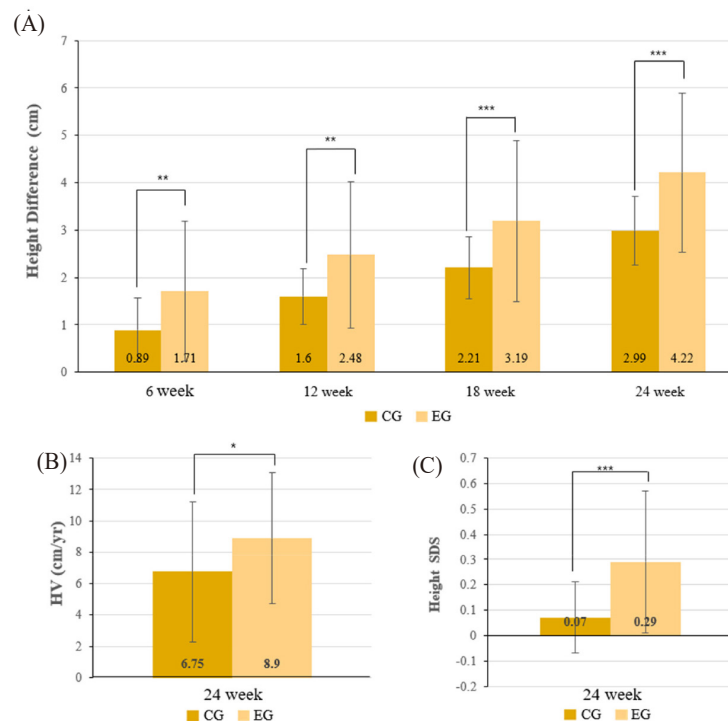 (A)
7
6
5
4
3
2
1
0
Height Difference (cm)
**
**
***
***
0.89 1.71 1.6 2.48 2.21 3.19 2.99 4.22
6 week 12 week 18 week 24 week
CG EG
(B)
14
12
10
8
6
4
2
0
HV (cm/yr)
*
6.75 8.9
24 week
CG EG
(C)
0.7
0.6
0.5
0.4
0.3
0.2
0.1
0
-0.1
-0.2
Height SDS
***
0.07 0.29
24 week
CG EG